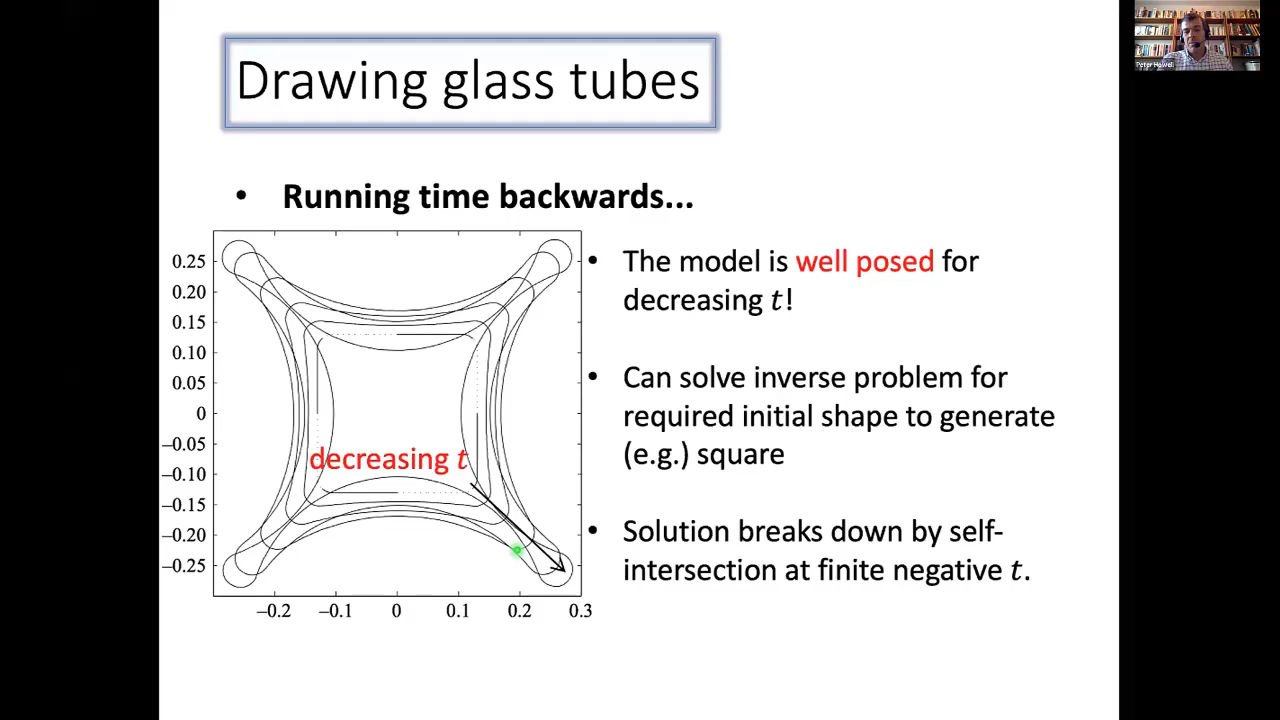 Drawing glass tubes
Peter Howell
• Running time backwards...
• The model is well posed for
decreasing t!
• Can solve inverse problem for
required initial shape to generate
(e.g.) square
• Solution breaks down by self-
intersection at finite negative t.
decreasing t
0.25
0.20
0.15
0.10
0.05
0
–0.05
–0.10
–0.15
–0.20
–0.25
–0.2 –0.1 0 0.1 0.2 0.3